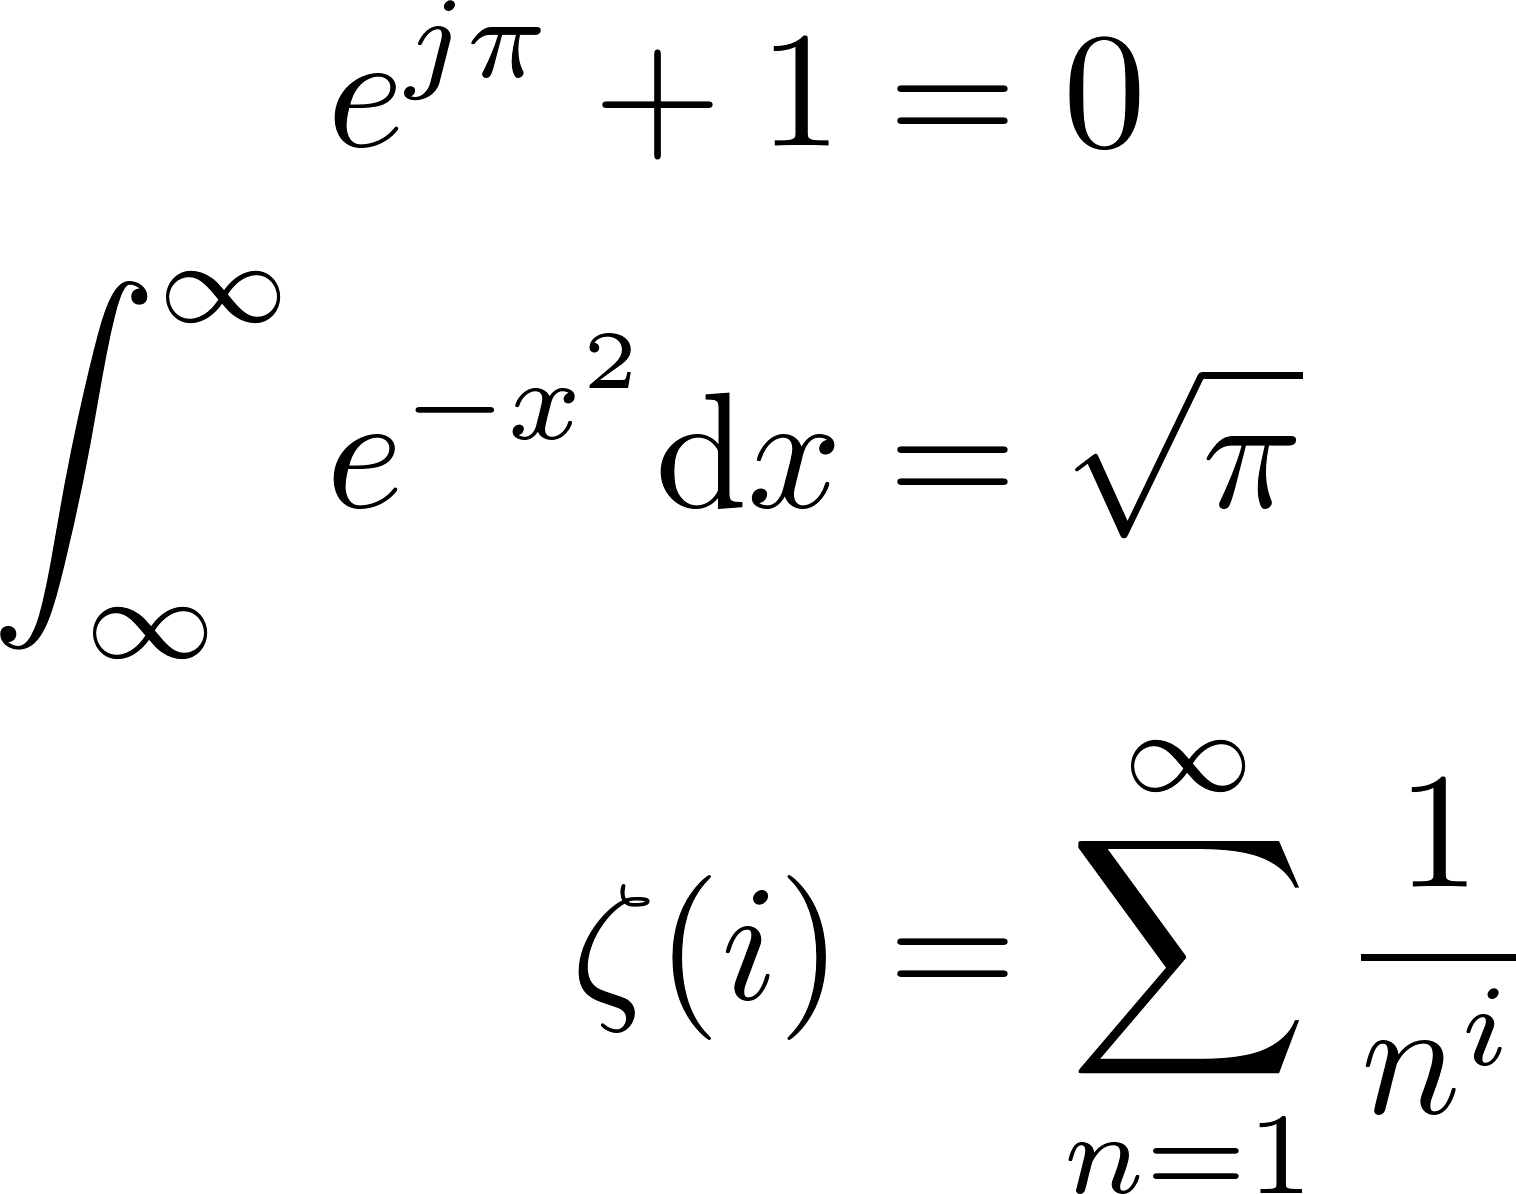 e^{jπ} + 1 = 0
∫_{∞}^{∞} e^{-x^2} dx = √π
ζ(i) = ∑_{n=1}^{∞} 1/n^i